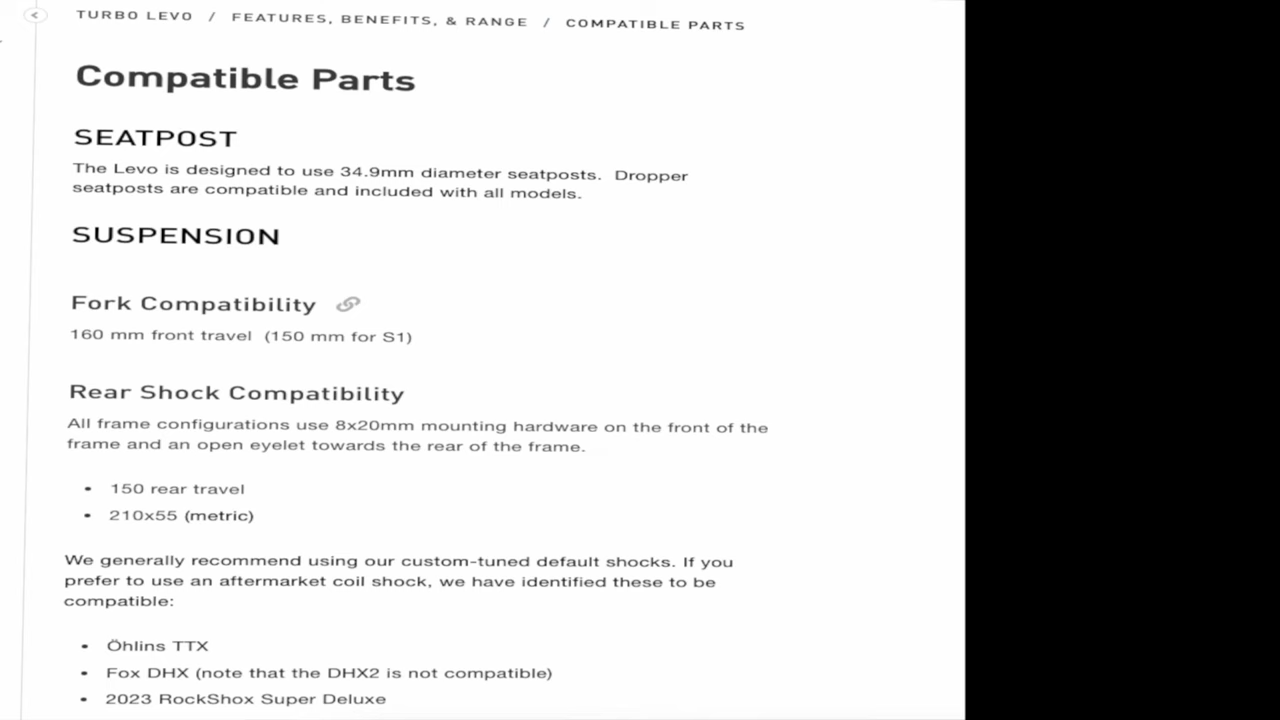 TURBO LEVO / FEATURES, BENEFITS, & RANGE / COMPATIBLE PARTS
Compatible Parts
SEATPOST
The Levo is designed to use 34.9mm diameter seatposts. Dropper
seatposts are compatible and included with all models.
SUSPENSION
Fork Compatibility
160 mm front travel (150 mm for S1)
Rear Shock Compatibility
All frame configurations use 8x20mm mounting hardware on the front of the
frame and an open eyelet towards the rear of the frame.
• 150 rear travel
• 210x55 (metric)
We generally recommend using our custom-tuned default shocks. If you
prefer to use an aftermarket coil shock, we have identified these to be
compatible:
• Öhlins TTX
• Fox DHX (note that the DHX2 is not compatible)
• 2023 RockShox Super Deluxe